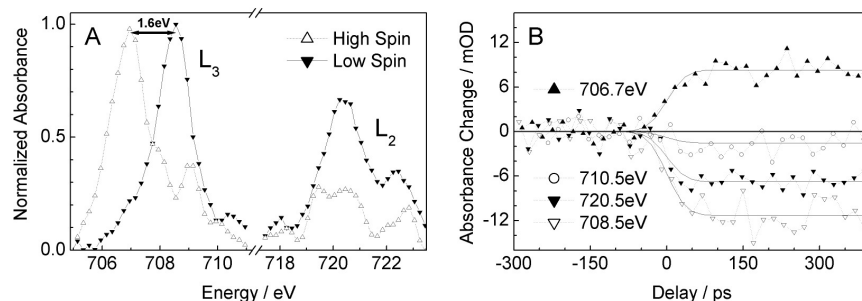 A
1.6eV
L3
L2
High Spin
Low Spin
Normalized Absorbance
1.0
0.5
0.0
706 708 710 718 720 722
Energy / eV
B
706.7eV
710.5eV
720.5eV
708.5eV
Absorbance Change / mOD
12
6
0
-6
-12
-300 -150 0 150 300
Delay / ps